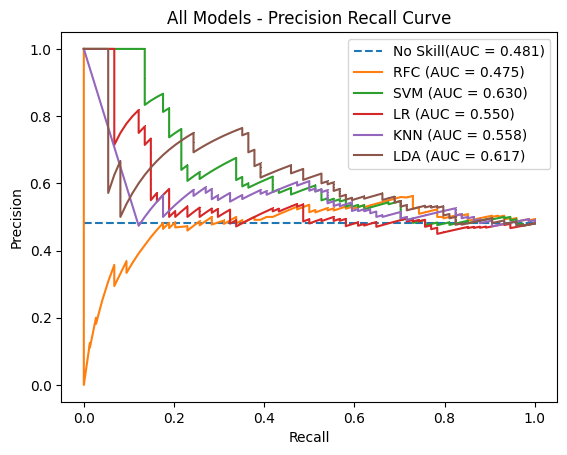 All Models - Precision Recall Curve
No Skill(AUC = 0.481)
RFC (AUC = 0.475)
SVM (AUC = 0.630)
LR (AUC = 0.550)
KNN (AUC = 0.558)
LDA (AUC = 0.617)
1.0
0.8
0.6
0.4
0.2
0.0
Precision
0.0 0.2 0.4 0.6 0.8 1.0
Recall